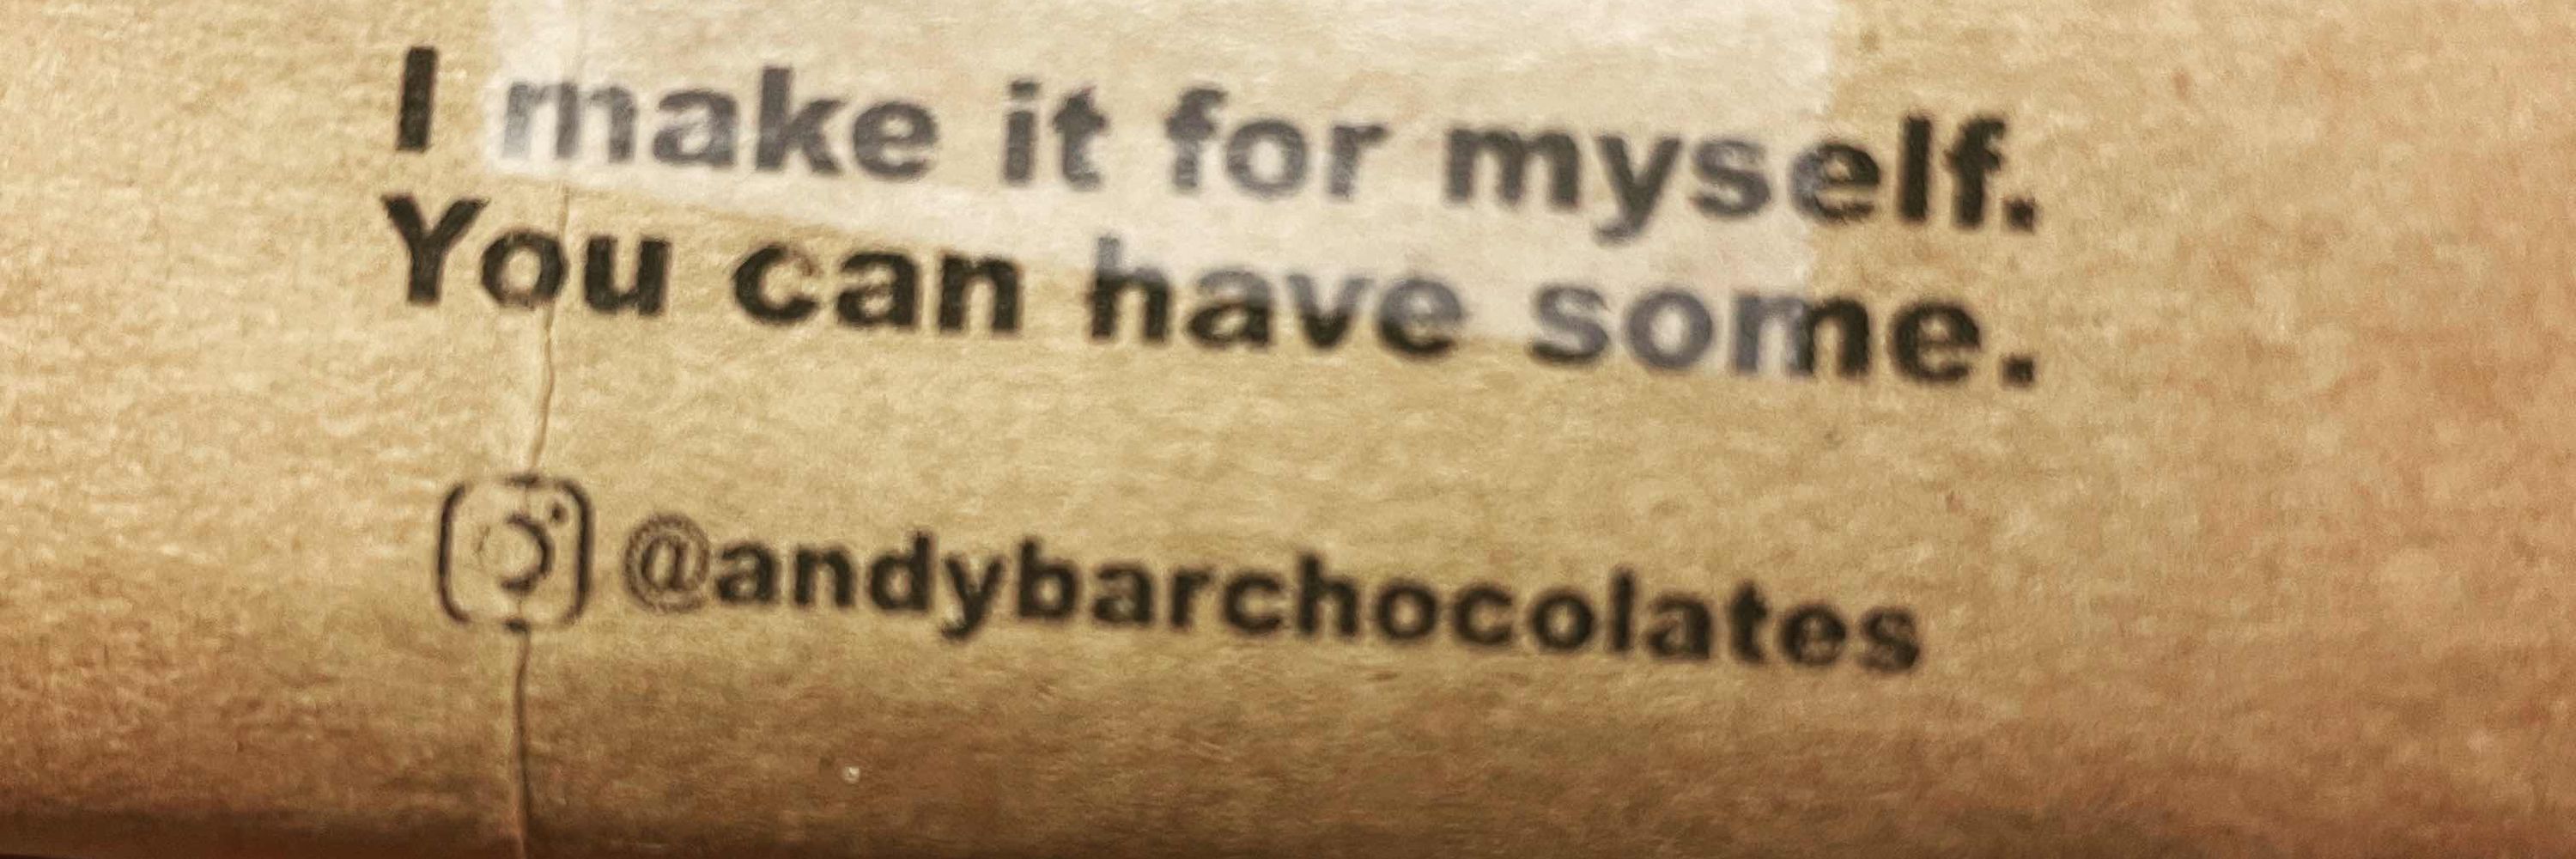 I make it for myself.
You can have some.
@andybarchocolates